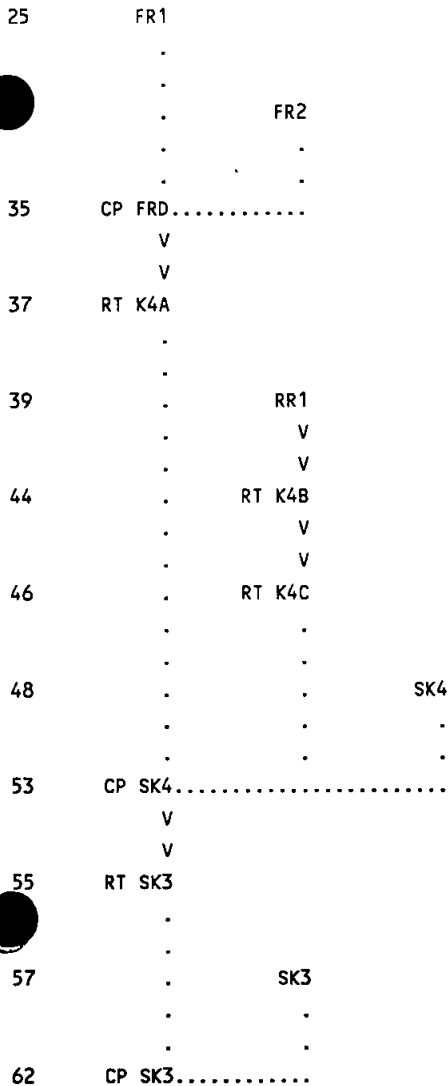 25 FR1
.
.
. FR2
. .
. .
35 CP FRD............
V
V
37 RT K4A
.
.
39 . RR1
. V
. V
44 . RT K4B
. V
. V
46 . RT K4C
. .
. .
48 . . SK4
. . .
. . .
53 CP SK4........................
V
V
55 RT SK3
.
.
57 . SK3
. .
. .
62 CP SK3............